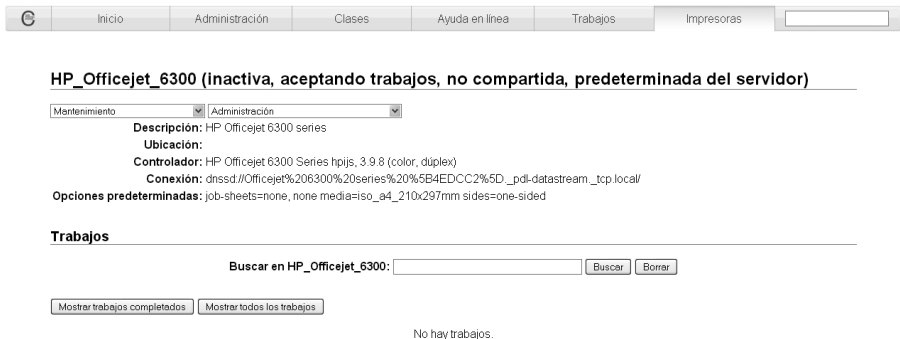 Inicio Administración Clases Ayuda en línea Trabajos Impresoras
HP_Officejet_6300 (inactiva, aceptando trabajos, no compartida, predeterminada del servidor)
Mantenimiento Administración
Descripción: HP Officejet 6300 series
Ubicación:
Controlador: HP Officejet 6300 Series hpijs, 3.9.8 (color, dúplex)
Conexión: dnssd://Officejet%206300%20series%20%5B4EDCC2%5D._pdl-datastream._tcp.local/
Opciones predeterminadas: job-sheets=none, none media=iso_a4_210x297mm sides=one-sided
Trabajos
Buscar en HP_Officejet_6300: Buscar Borrar
Mostrar trabajos completados Mostrar todos los trabajos
No hay trabajos.